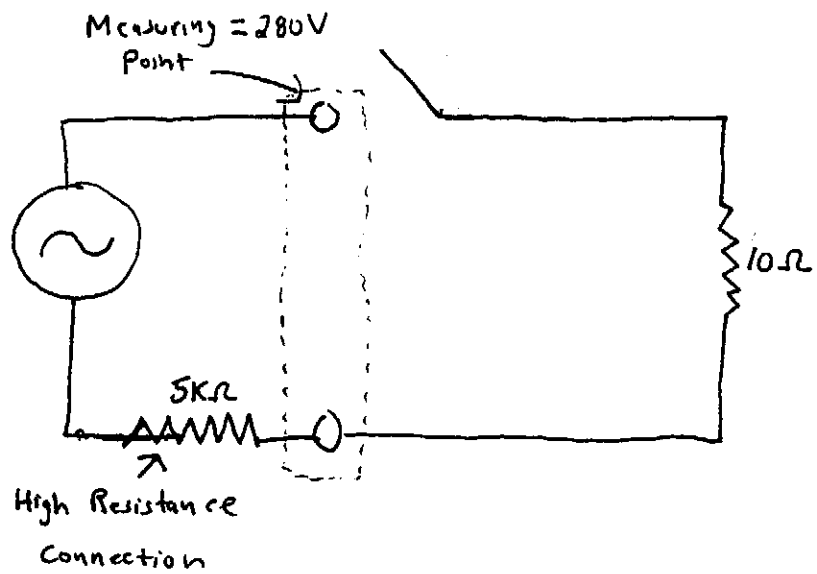 Measuring = 280V
Point
10Ω
5KΩ
High Resistance
Connection